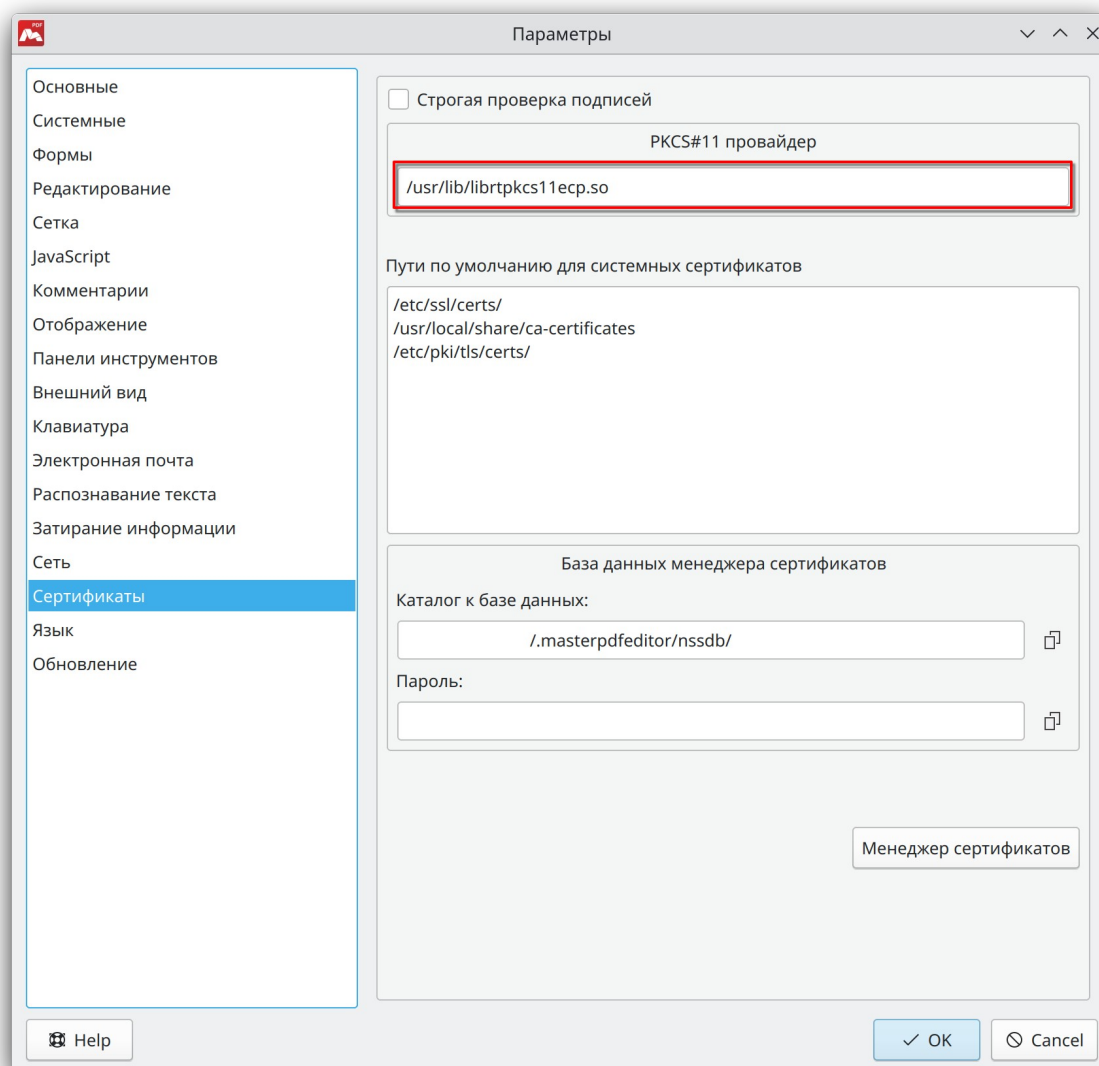 PDF
Параметры
Основные
Системные
Формы
Редактирование
Сетка
JavaScript
Комментарии
Отображение
Панели инструментов
Внешний вид
Клавиатура
Электронная почта
Распознавание текста
Затирание информации
Сеть
Сертификаты
Язык
Обновление
Строгая проверка подписей
PKCS#11 провайдер
/usr/lib/librtpkcs11ecp.so
Пути по умолчанию для системных сертификатов
/etc/ssl/certs/
/usr/local/share/ca-certificates
/etc/pki/tls/certs/
База данных менеджера сертификатов
Каталог к базе данных:
/.masterpdfeditor/nssdb/
Пароль:
Менеджер сертификатов
Help
OK
Cancel